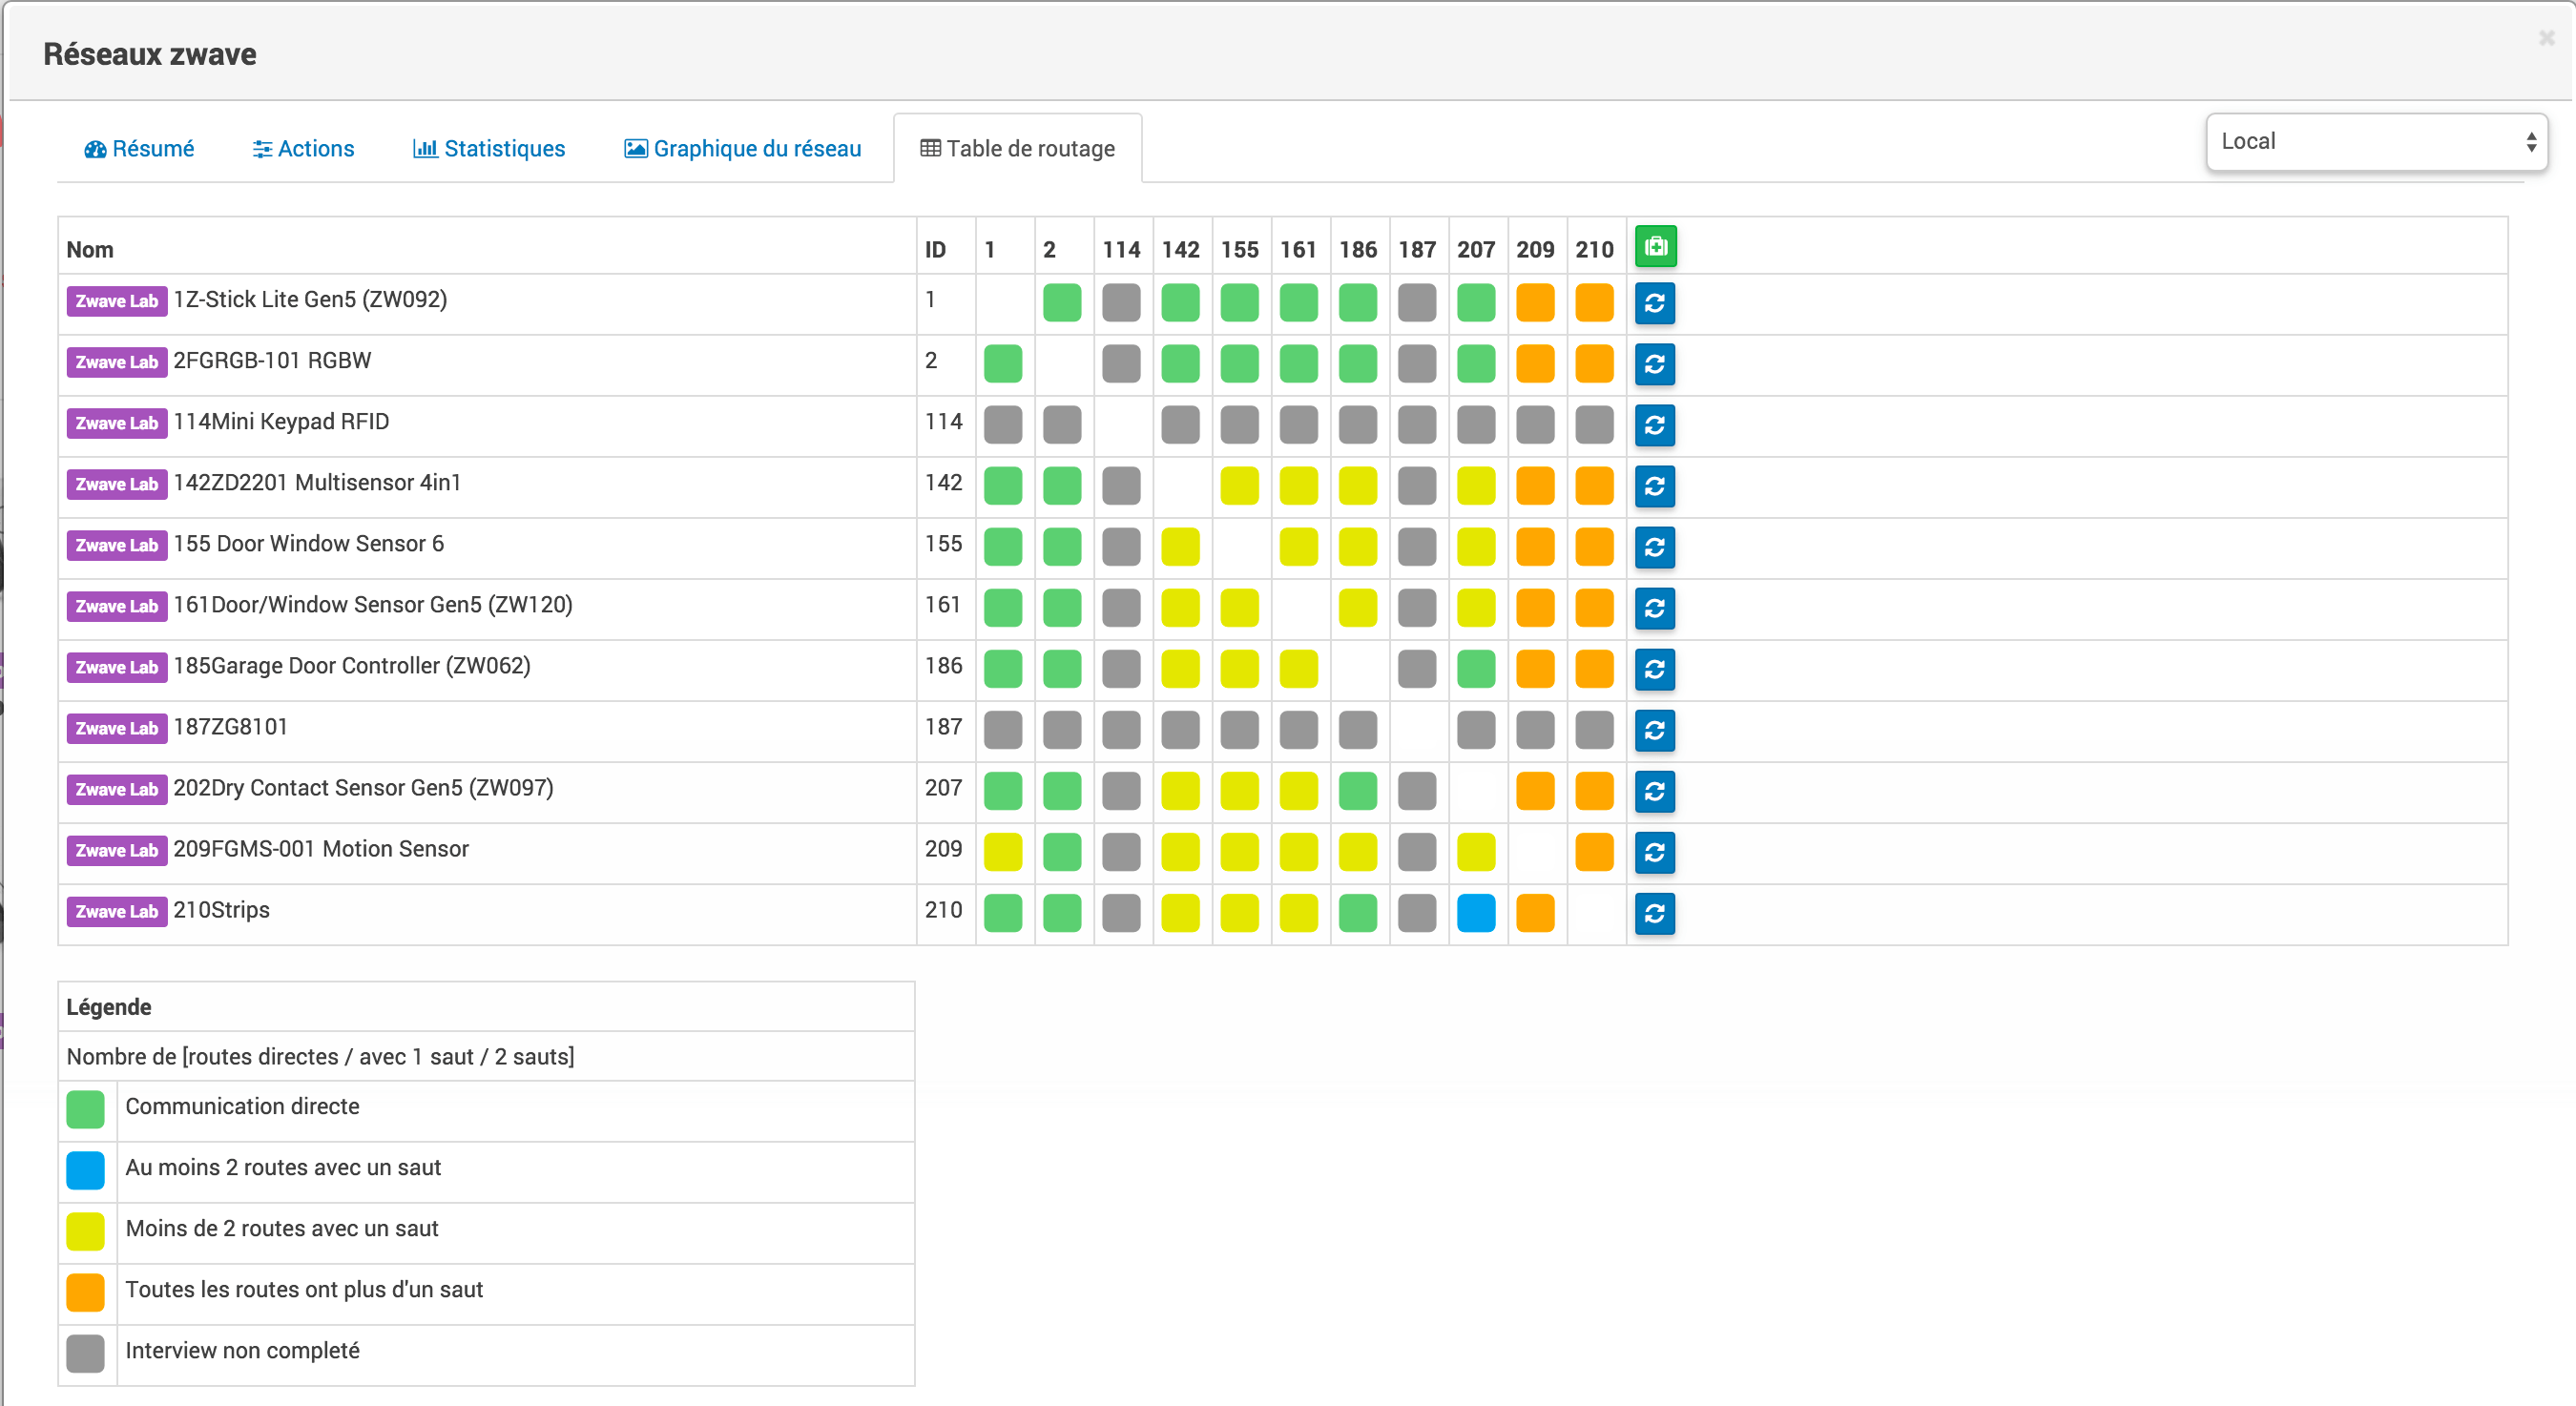 Réseaux zwave
×
Résumé Actions Statistiques Graphique du réseau Table de routage Local
Nom ID 1 2 114 142 155 161 186 187 207 209 210
Zwave Lab 1Z-Stick Lite Gen5 (ZW092) 1
Zwave Lab 2FGRGB-101 RGBW 2
Zwave Lab 114Mini Keypad RFID 114
Zwave Lab 142ZD2201 Multisensor 4in1 142
Zwave Lab 155 Door Window Sensor 6 155
Zwave Lab 161Door/Window Sensor Gen5 (ZW120) 161
Zwave Lab 185Garage Door Controller (ZW062) 186
Zwave Lab 187ZG8101 187
Zwave Lab 202Dry Contact Sensor Gen5 (ZW097) 207
Zwave Lab 209FGMS-001 Motion Sensor 209
Zwave Lab 210Strips 210
Légende
Nombre de [routes directes / avec 1 saut / 2 sauts]
Communication directe
Au moins 2 routes avec un saut
Moins de 2 routes avec un saut
Toutes les routes ont plus d'un saut
Interview non completé